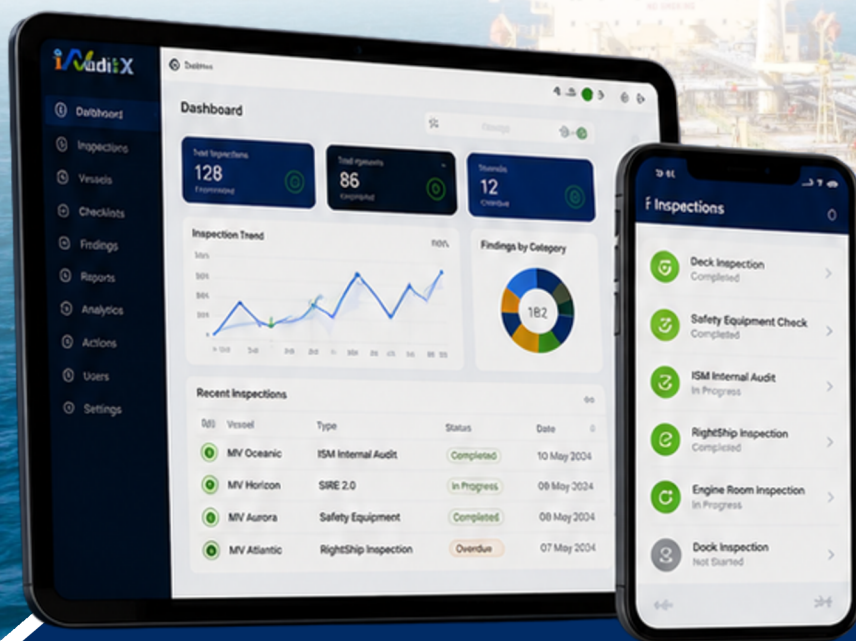 Dashboard
Inspections
Vessels
Checklists
Findings
Reports
Analytics
Actions
Users
Settings
Dashboard
128
86
12
Inspection Trend
Findings by Category
182
Recent Inspections
Vessel Type Status Date
MV Oceanic ISM Internal Audit Completed 10 May 2024
MV Horizon SIRE 2.0 In Progress 09 May 2024
MV Aurora Safety Equipment Completed 08 May 2024
MV Atlantic RightShip Inspection Overdue 07 May 2024
Inspections
Deck Inspection
Completed
Safety Equipment Check
Completed
ISM Internal Audit
In Progress
RightShip Inspection
Completed
Engine Room Inspection
In Progress
Dock Inspection
Not Started